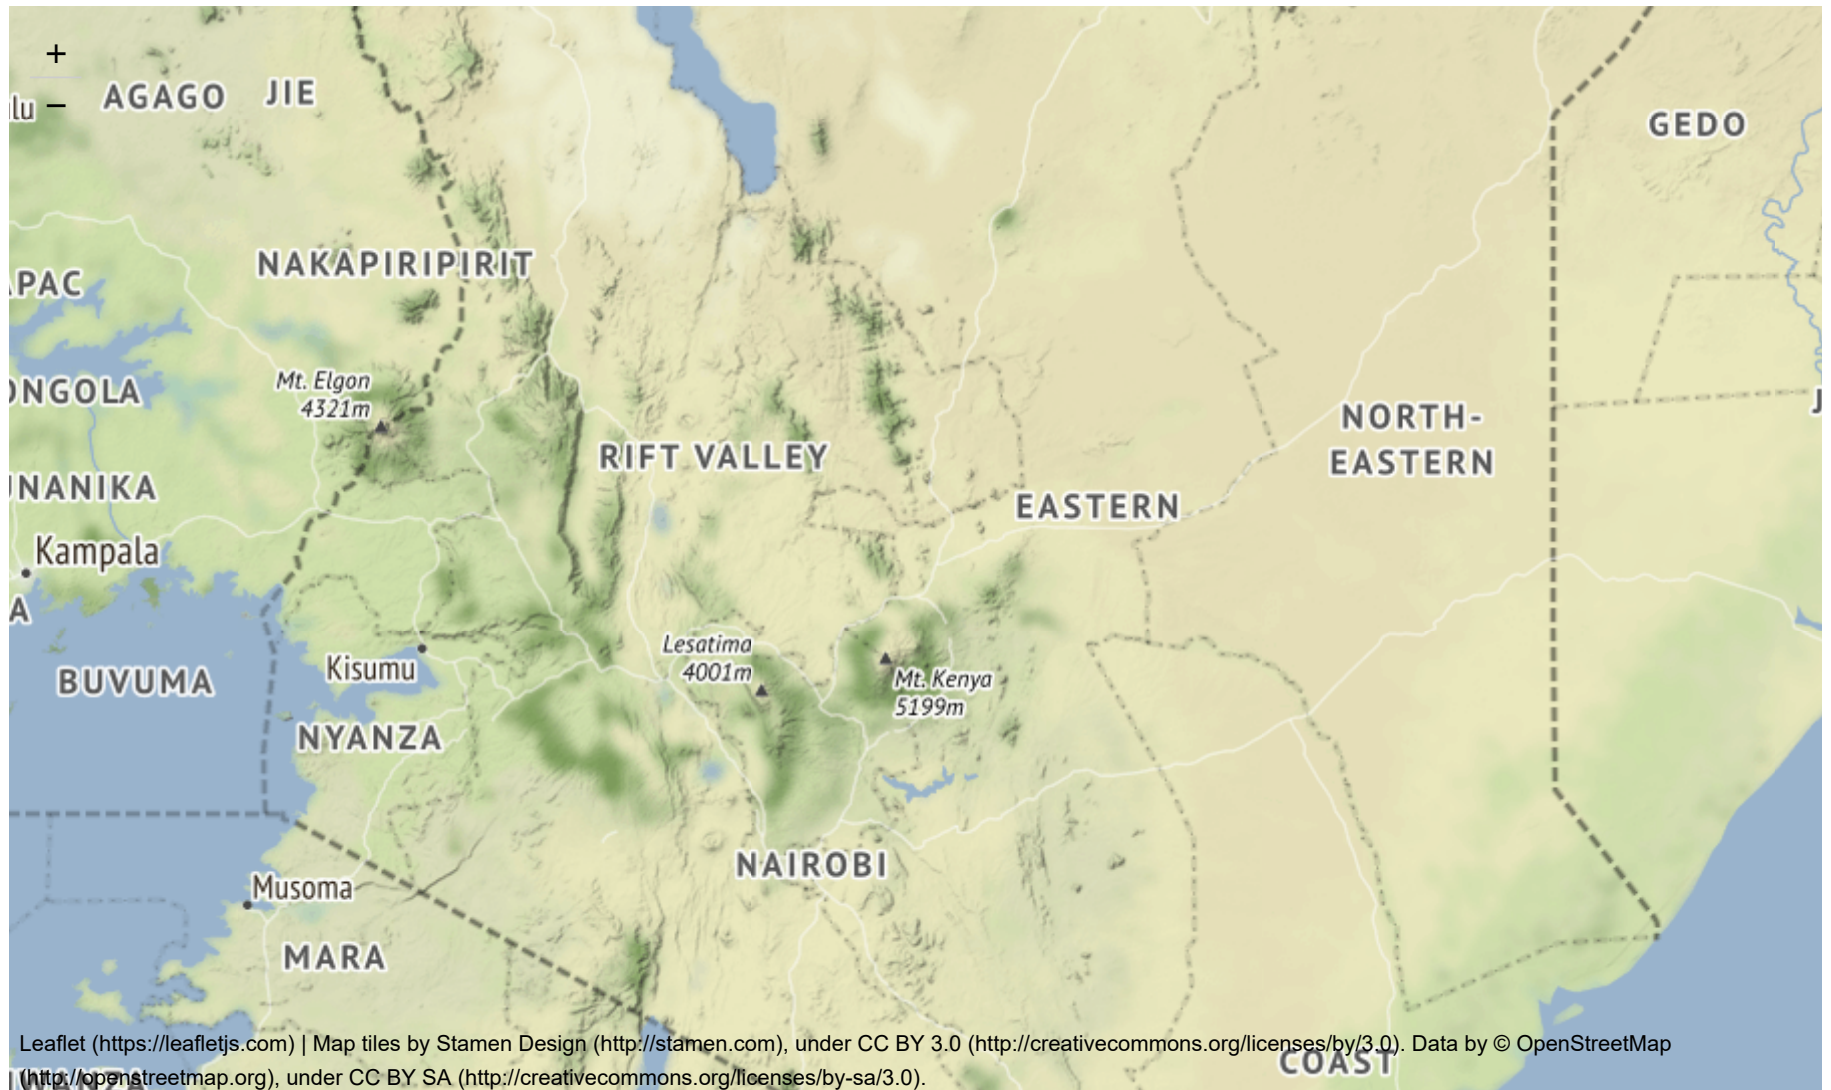 +
−
AGAGO
JIE
GEDO
lu
NAKAPIRIPIRIT
APAC
Mt. Elgon
4321m
ONGOLA
NORTH-
EASTERN
RIFT VALLEY
NANIKA
EASTERN
Kampala
A
Lesatima
4001m
Kisumu
BUVUMA
Mt. Kenya
5199m
NYANZA
NAIROBI
Musoma
MARA
COAST
Leaflet (https://leafletjs.com) | Map tiles by Stamen Design (http://stamen.com), under CC BY 3.0 (http://creativecommons.org/licenses/by/3.0). Data by © OpenStreetMap
(http://openstreetmap.org), under CC BY SA (http://creativecommons.org/licenses/by-sa/3.0).